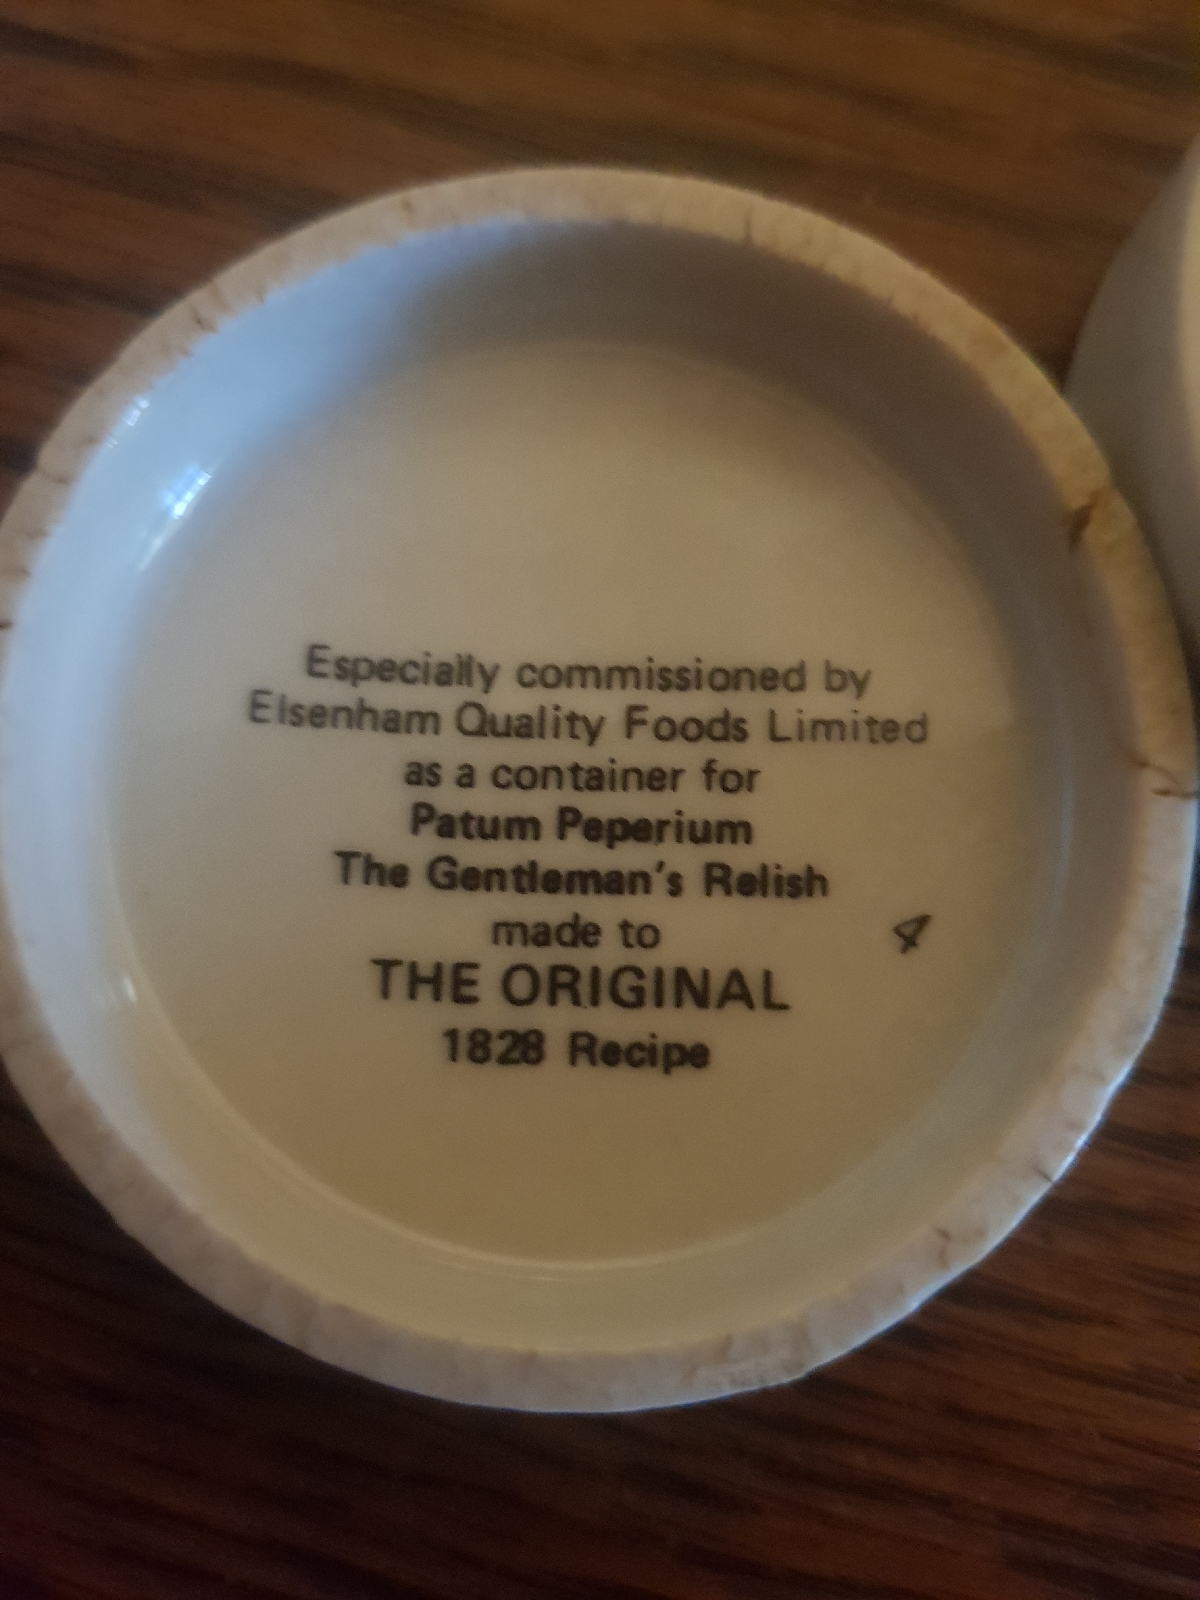 Especially commissioned by
Elsenham Quality Foods Limited
as a container for
Patum Peperium
The Gentleman's Relish
made to
4
THE ORIGINAL
1828 Recipe